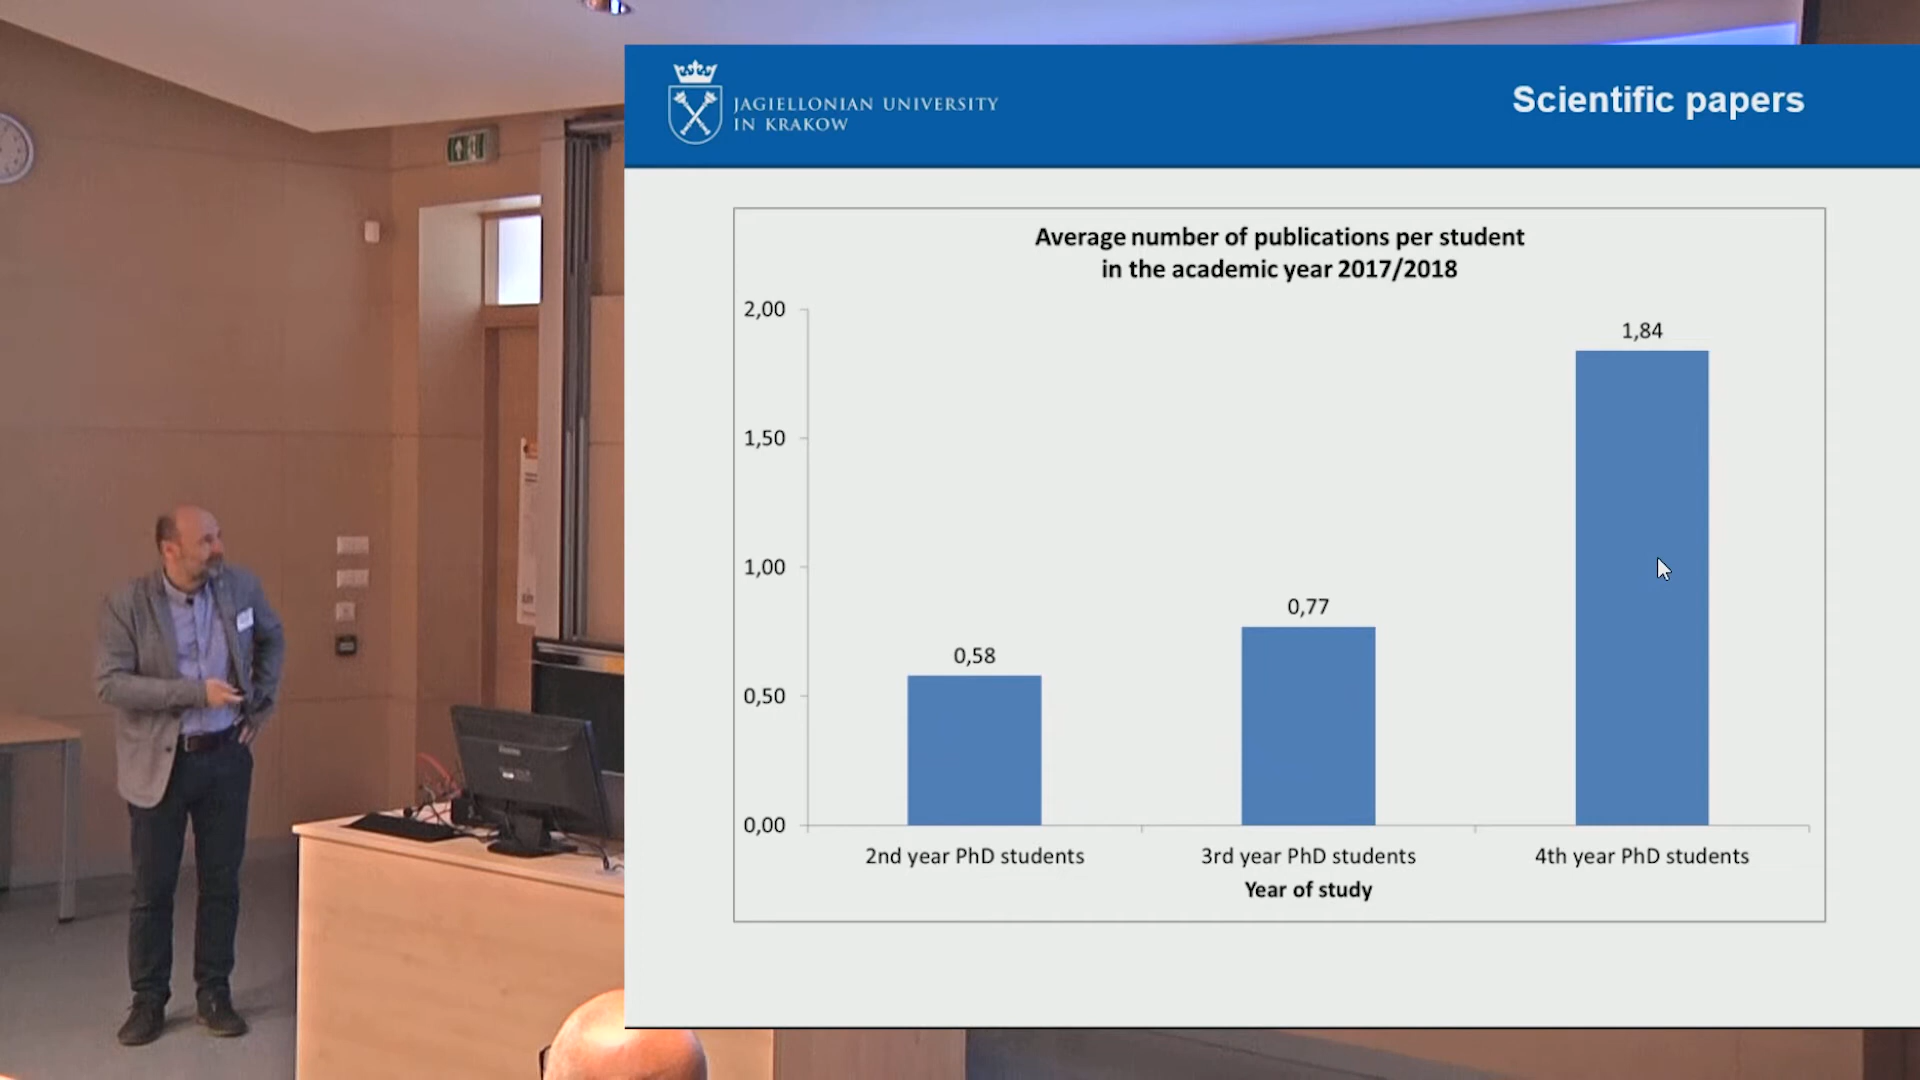 JAGIELLONIAN UNIVERSITY
IN KRAKOW
Scientific papers
Average number of publications per student
in the academic year 2017/2018
2,00
1,50
1,00
0,50
0,00
0,58
0,77
1,84
2nd year PhD students
3rd year PhD students
4th year PhD students
Year of study